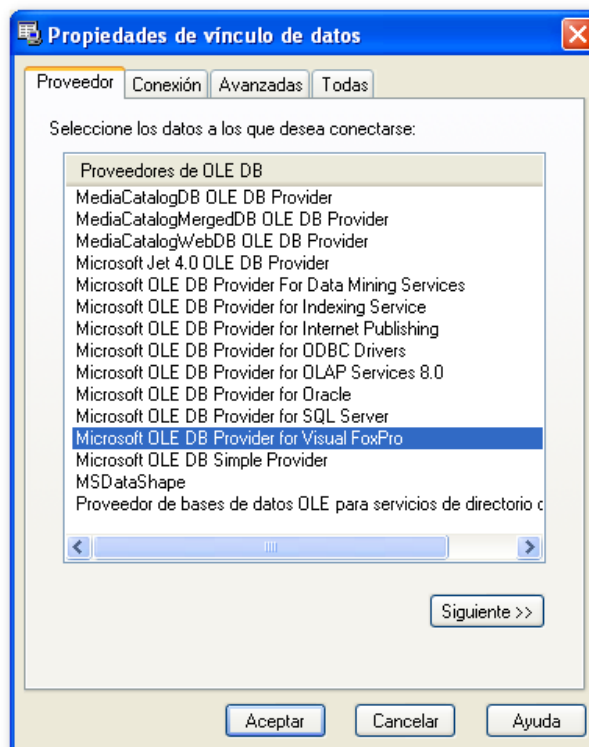 Propiedades de vínculo de datos
Proveedor Conexión Avanzadas Todas
Seleccione los datos a los que desea conectarse:
Proveedores de OLE DB
MediaCatalogDB OLE DB Provider
MediaCatalogMergedDB OLE DB Provider
MediaCatalogWebDB OLE DB Provider
Microsoft Jet 4.0 OLE DB Provider
Microsoft OLE DB Provider For Data Mining Services
Microsoft OLE DB Provider for Indexing Service
Microsoft OLE DB Provider for Internet Publishing
Microsoft OLE DB Provider for ODBC Drivers
Microsoft OLE DB Provider for OLAP Services 8.0
Microsoft OLE DB Provider for Oracle
Microsoft OLE DB Provider for SQL Server
Microsoft OLE DB Provider for Visual FoxPro
Microsoft OLE DB Simple Provider
MSDataShape
Proveedor de bases de datos OLE para servicios de directorio
Siguiente >>
Aceptar Cancelar Ayuda